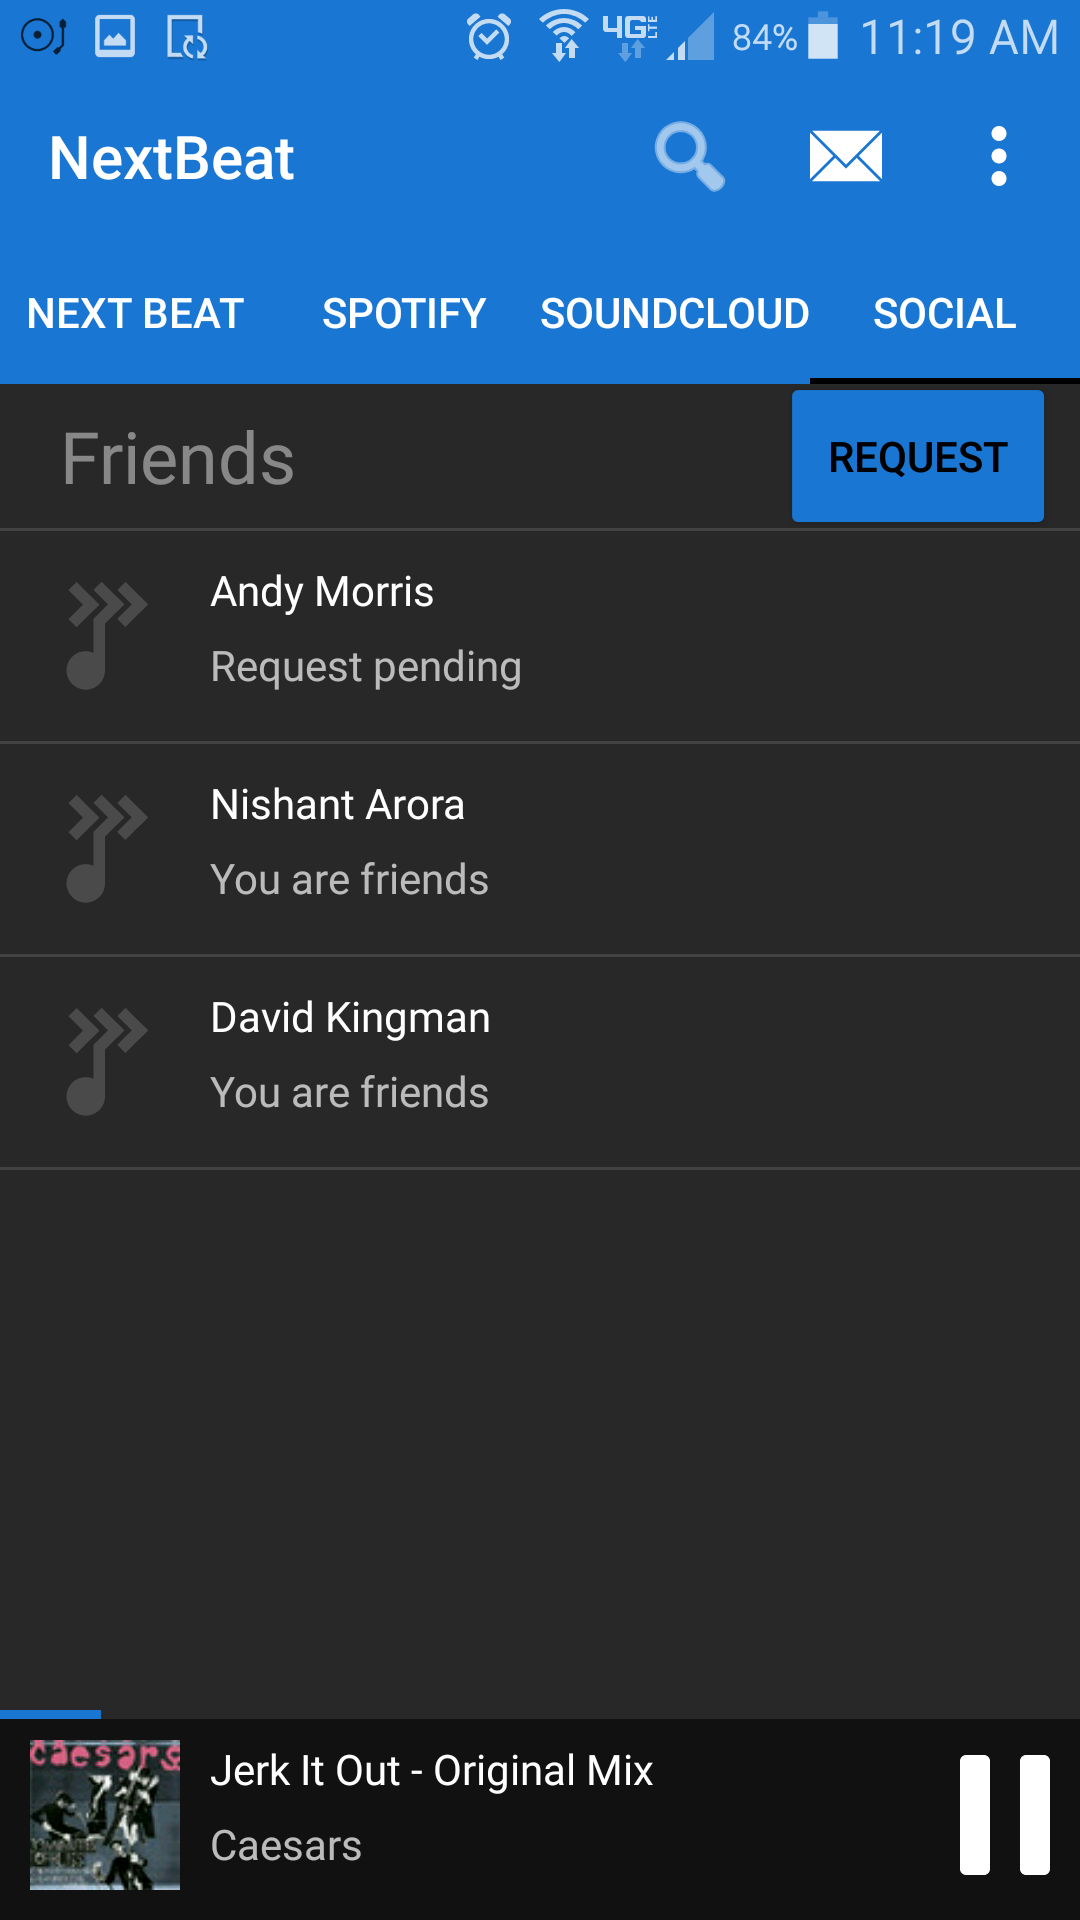 4G LTE 84% 11:19 AM
NextBeat
NEXT BEAT SPOTIFY SOUNDCLOUD SOCIAL
Friends REQUEST
Andy Morris
Request pending
Nishant Arora
You are friends
David Kingman
You are friends
caesars
Jerk It Out - Original Mix
Caesars